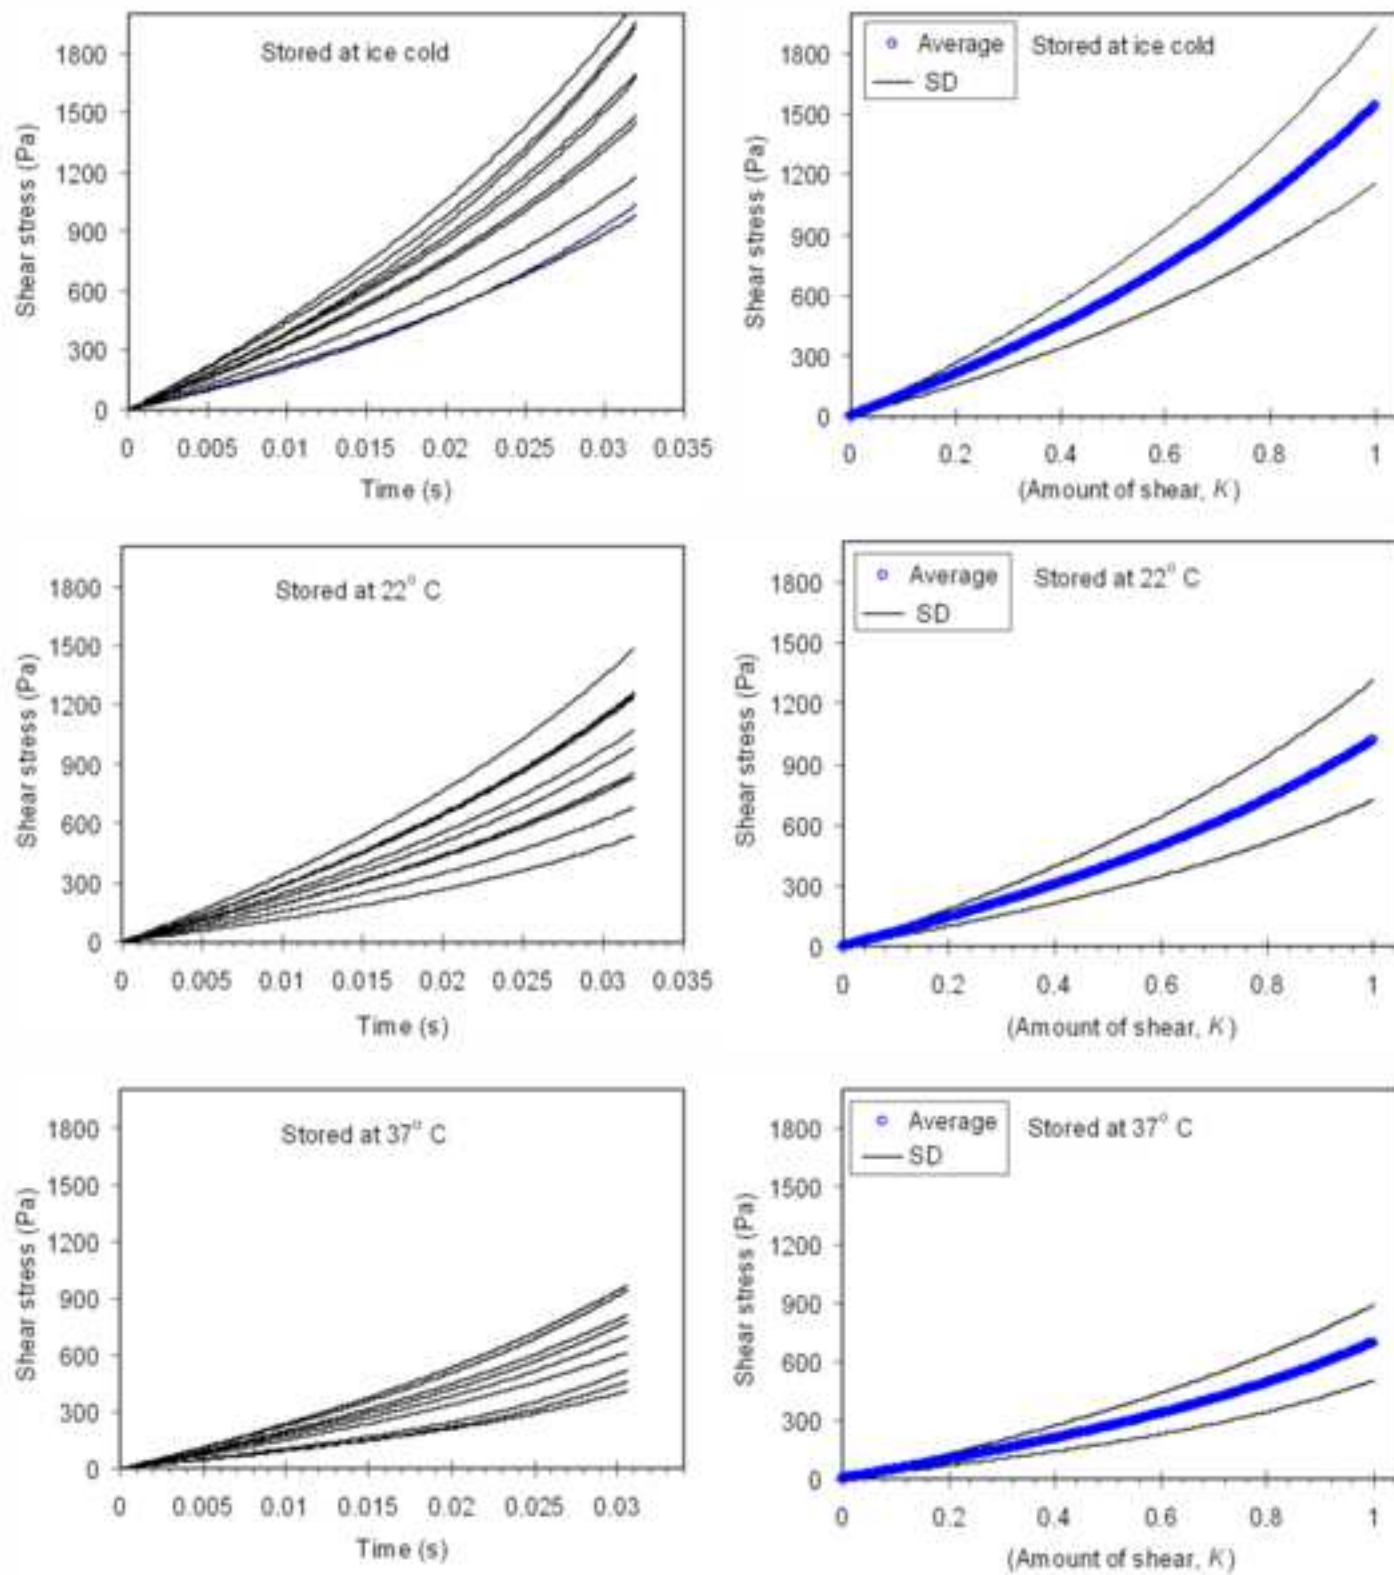 Stored at ice cold
1800
1500
1200
900
600
300
0
Shear stress (Pa)
0 0.005 0.01 0.015 0.02 0.025 0.03 0.035
Time (s)
Average
SD
Stored at ice cold
1800
1500
1200
900
600
300
0
Shear stress (Pa)
0 0.2 0.4 0.6 0.8 1
(Amount of shear, K)
Stored at 22° C
1800
1500
1200
900
600
300
0
Shear stress (Pa)
0 0.005 0.01 0.015 0.02 0.025 0.03 0.035
Time (s)
Average
SD
Stored at 22° C
1800
1500
1200
900
600
300
0
Shear stress (Pa)
0 0.2 0.4 0.6 0.8 1
(Amount of shear, K)
Stored at 37° C
1800
1500
1200
900
600
300
0
Shear stress (Pa)
0 0.005 0.01 0.015 0.02 0.025 0.03
Time (s)
Average
SD
Stored at 37° C
1800
1500
1200
900
600
300
0
Shear stress (Pa)
0 0.2 0.4 0.6 0.8 1
(Amount of shear, K)